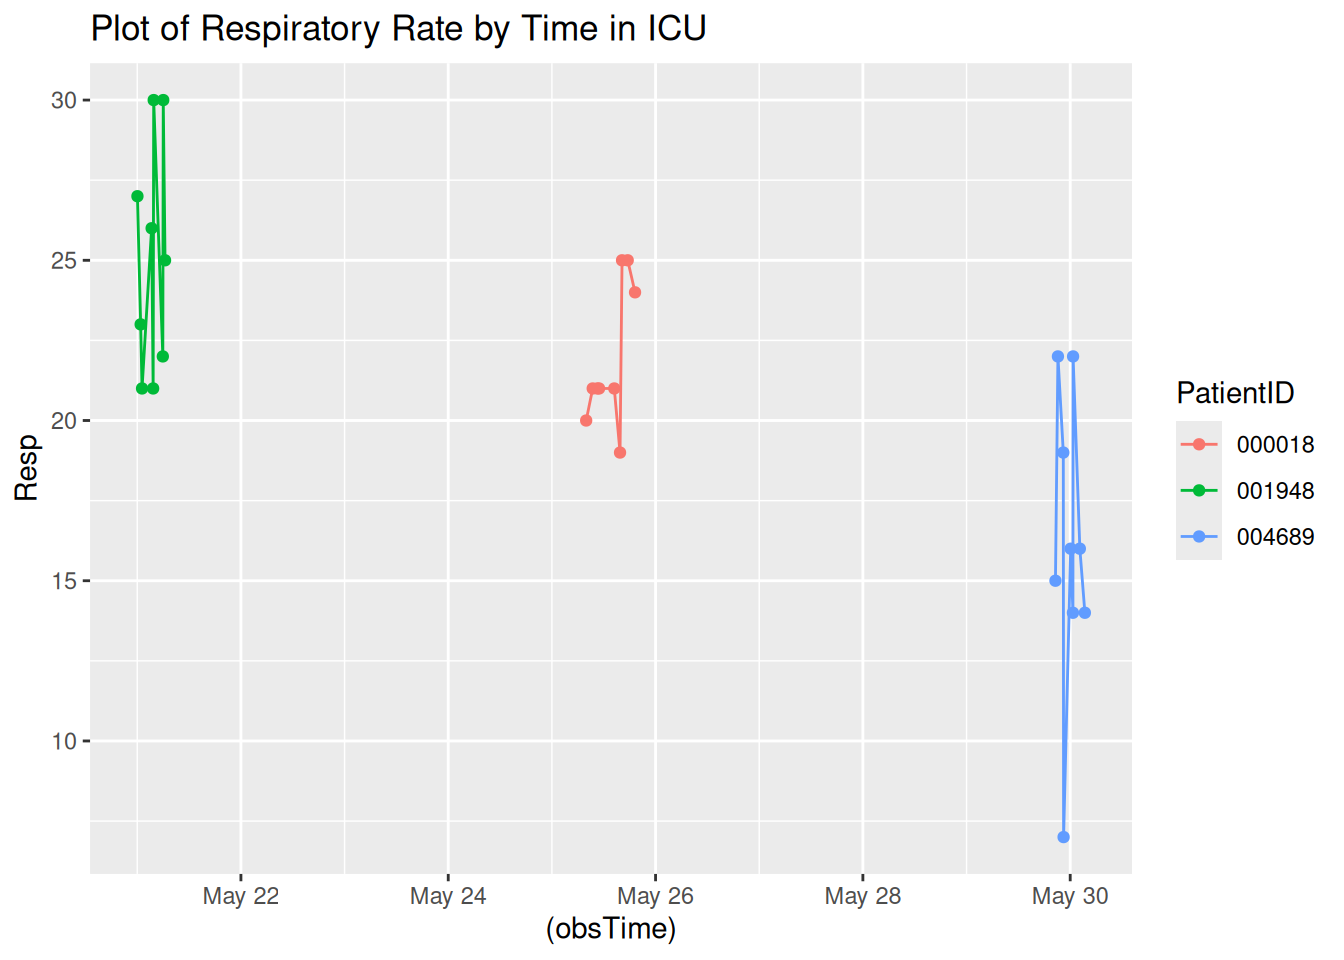 Plot of Respiratory Rate by Time in ICU
30
25
20
15
10
Resp
May 22 May 24 May 26 May 28 May 30
(obsTime)
PatientID
000018
001948
004689